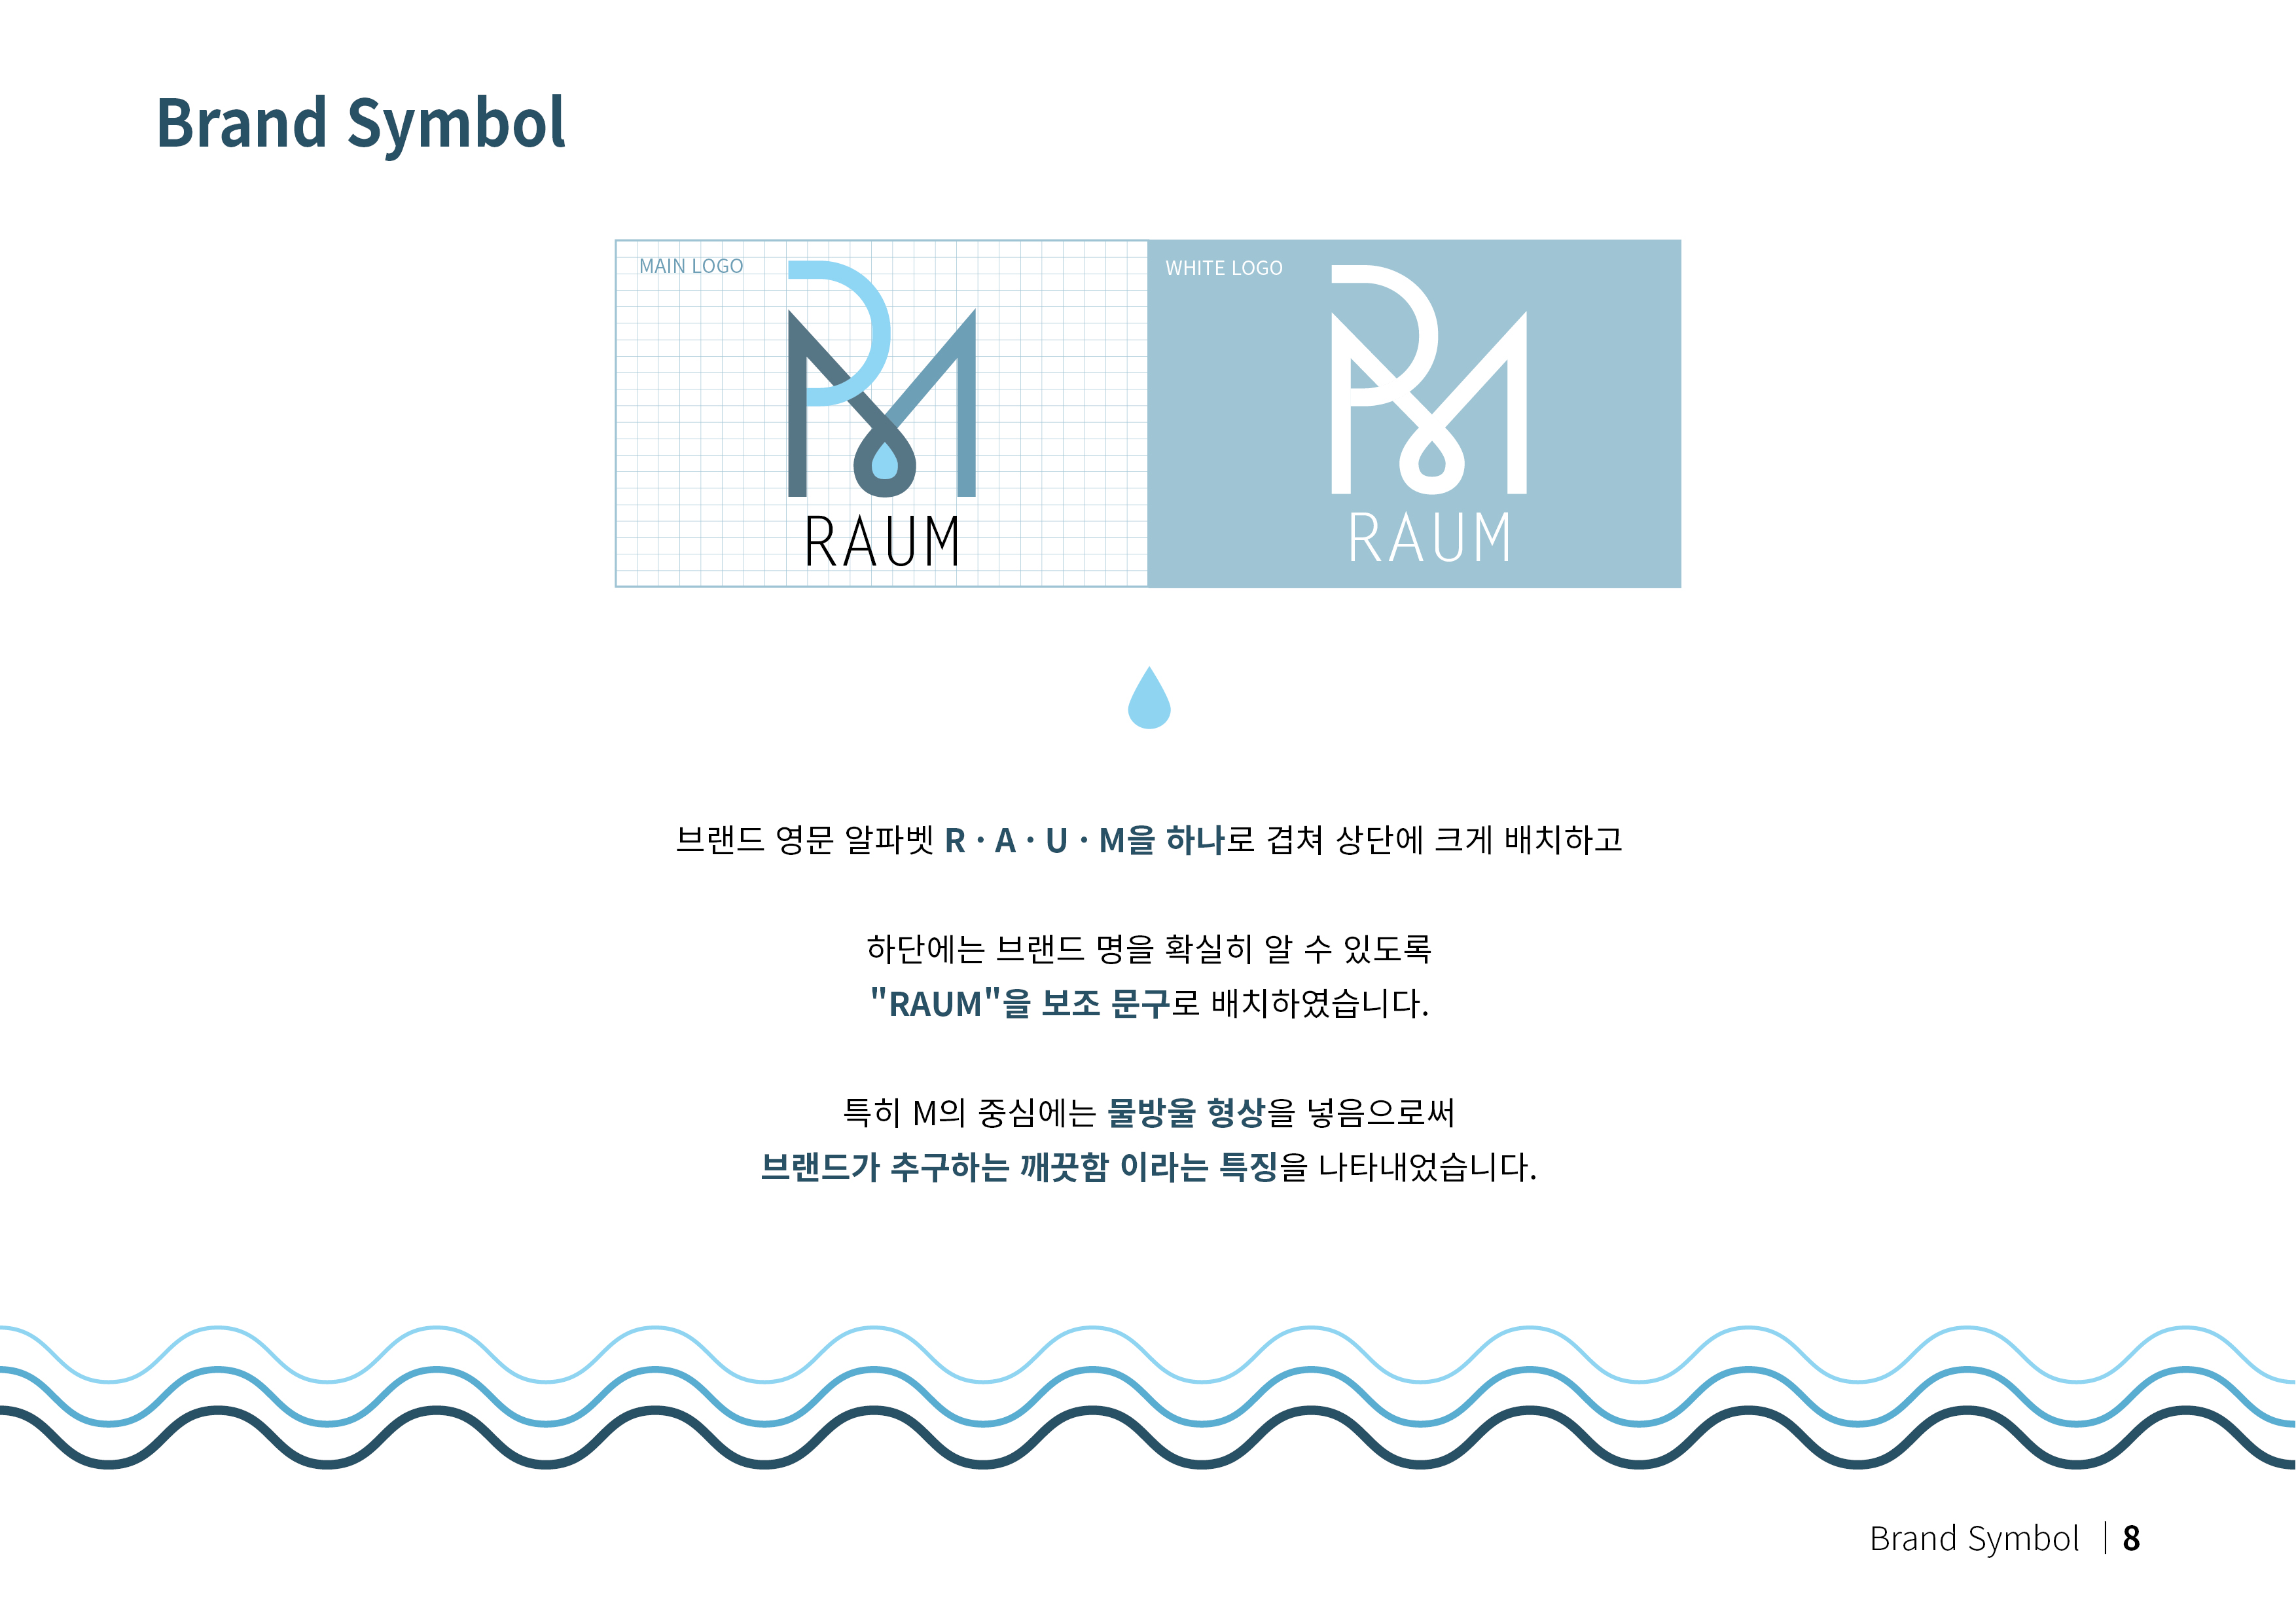 Brand Symbol
MAIN LOGO
RAUM
WHITE LOGO
RAUM
브랜드 영문 알파벳 R · A · U · M을 하나로 겹쳐 상단에 크게 배치하고
하단에는 브랜드 명을 확실히 알 수 있도록
"RAUM"을 보조 문구로 배치하였습니다.
특히 M의 중심에는 물방울 형상을 넣음으로써
브랜드가 추구하는 깨끗함 이라는 특징을 나타내었습니다.
Brand Symbol | 8